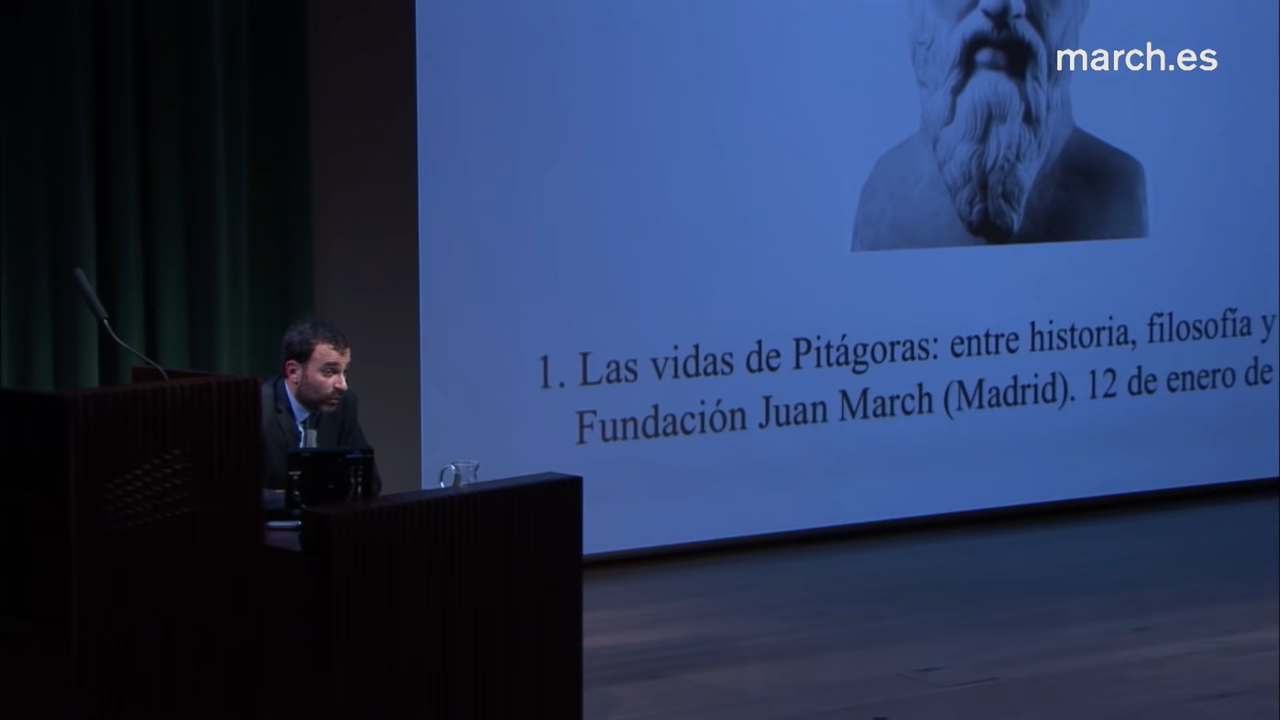 march.es
1. Las vidas de Pitágoras: entre historia, filosofía y
Fundación Juan March (Madrid). 12 de enero de